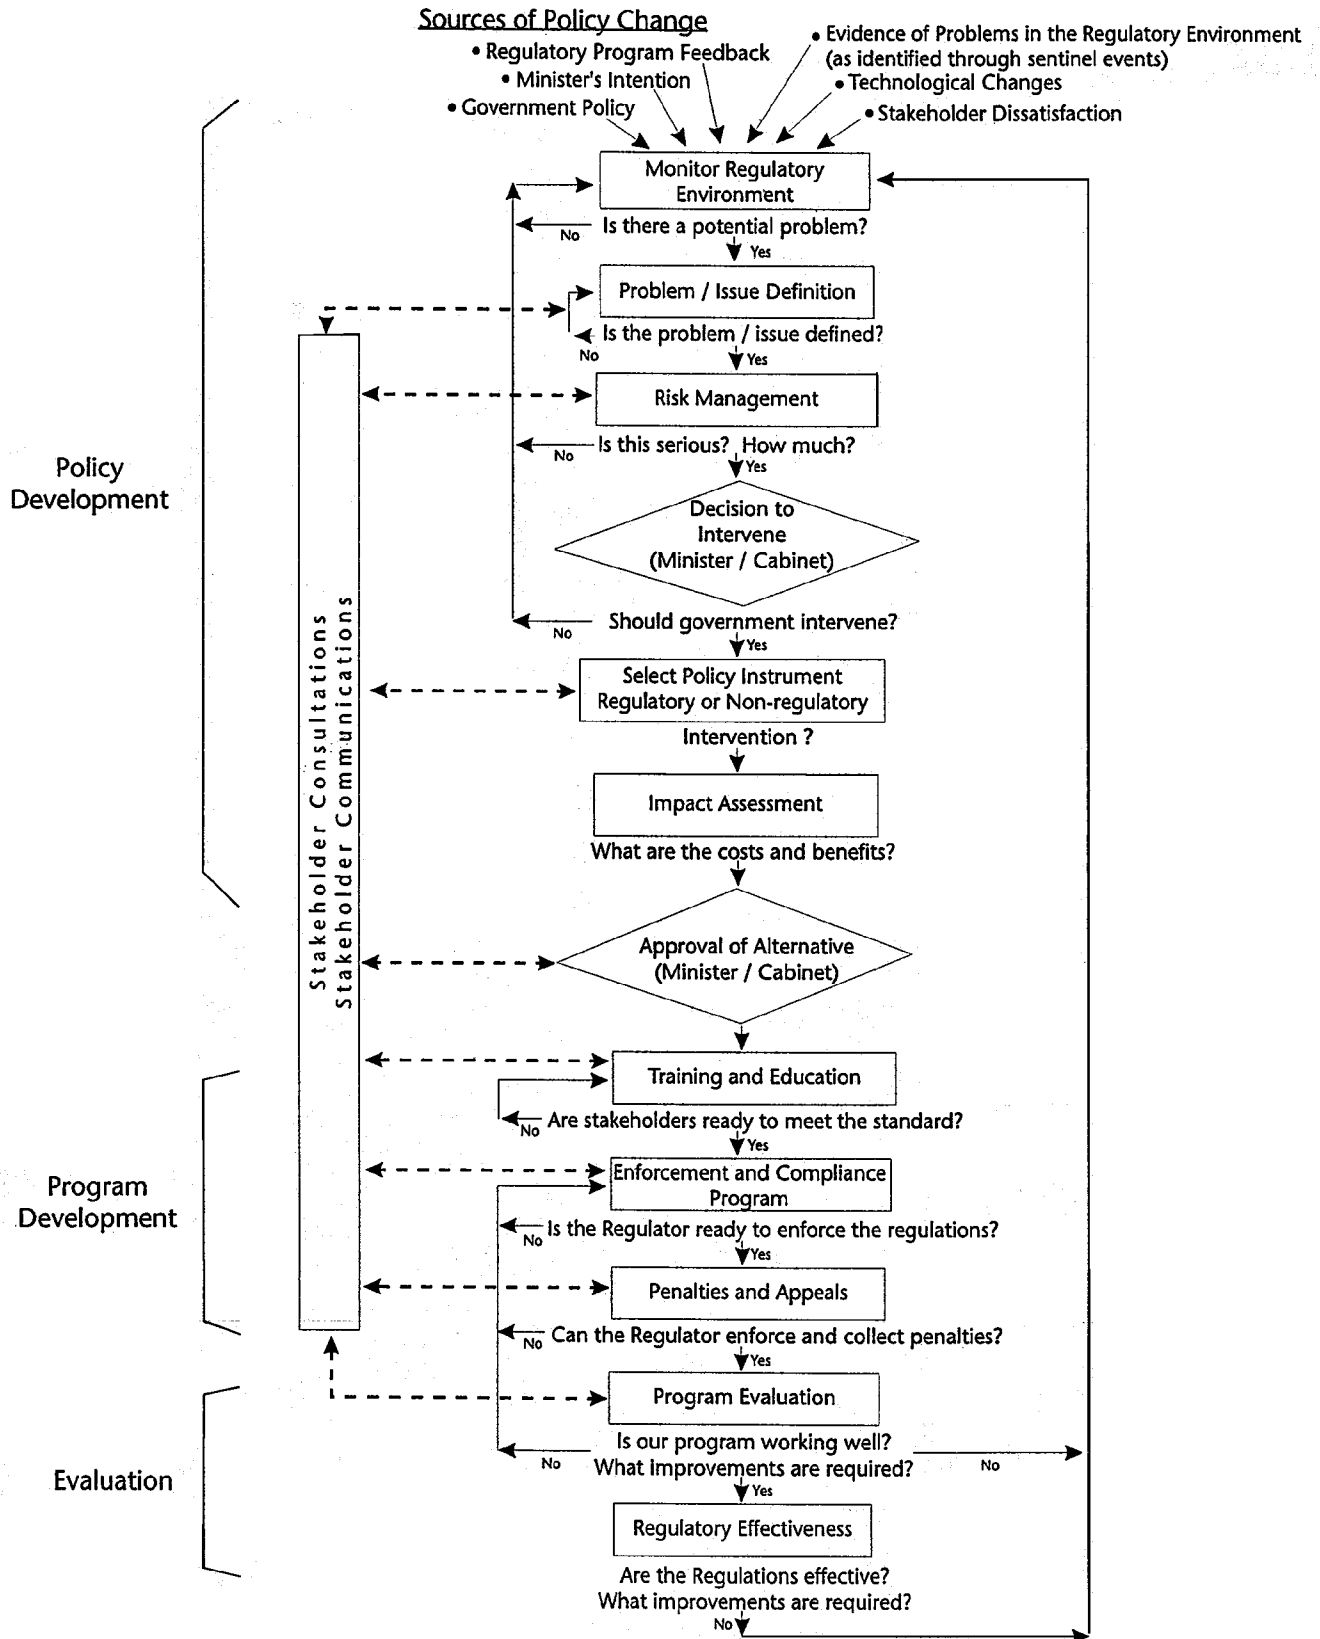 Sources of Policy Change
• Regulatory Program Feedback
• Minister's Intention
• Government Policy
• Evidence of Problems in the Regulatory Environment
(as identified through sentinel events)
• Technological Changes
• Stakeholder Dissatisfaction
Monitor Regulatory
Environment
Is there a potential problem?
No
Yes
Problem / Issue Definition
Is the problem / issue defined?
No
Yes
Risk Management
Is this serious? How much?
No
Yes
Policy
Development
Decision to
Intervene
(Minister / Cabinet)
Should government intervene?
No
Yes
Stakeholder Consultations
Stakeholder Communications
Select Policy Instrument
Regulatory or Non-regulatory
Intervention ?
Impact Assessment
What are the costs and benefits?
Approval of Alternative
(Minister / Cabinet)
Training and Education
Are stakeholders ready to meet the standard?
No
Yes
Program
Development
Enforcement and Compliance
Program
Is the Regulator ready to enforce the regulations?
No
Yes
Penalties and Appeals
Can the Regulator enforce and collect penalties?
No
Yes
Program Evaluation
Is our program working well?
What improvements are required?
No
No
Yes
Evaluation
Regulatory Effectiveness
Are the Regulations effective?
What improvements are required?
No